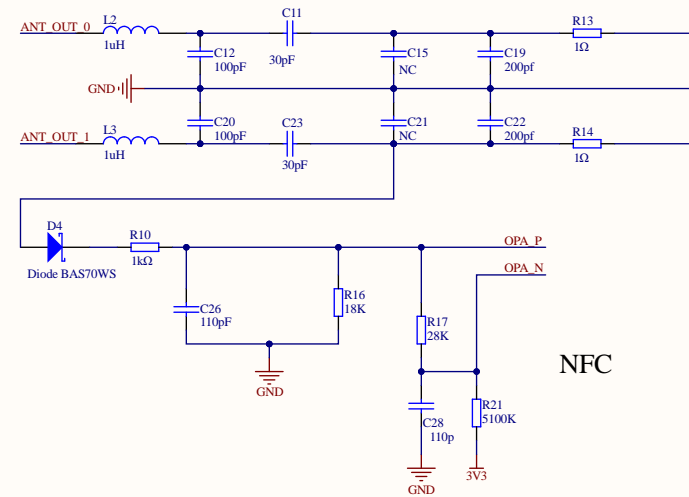 ANT_OUT_0
L2
1uH
C11
30pF
C12
100pF
C15
NC
C19
200pf
R13
1Ω
GND
ANT_OUT_1
L3
1uH
C20
100pF
C23
30pF
C21
NC
C22
200pf
R14
1Ω
D4
Diode BAS70WS
R10
1kΩ
OPA_P
OPA_N
C26
110pF
R16
18K
R17
28K
NFC
GND
C28
110p
R21
5100K
GND
3V3